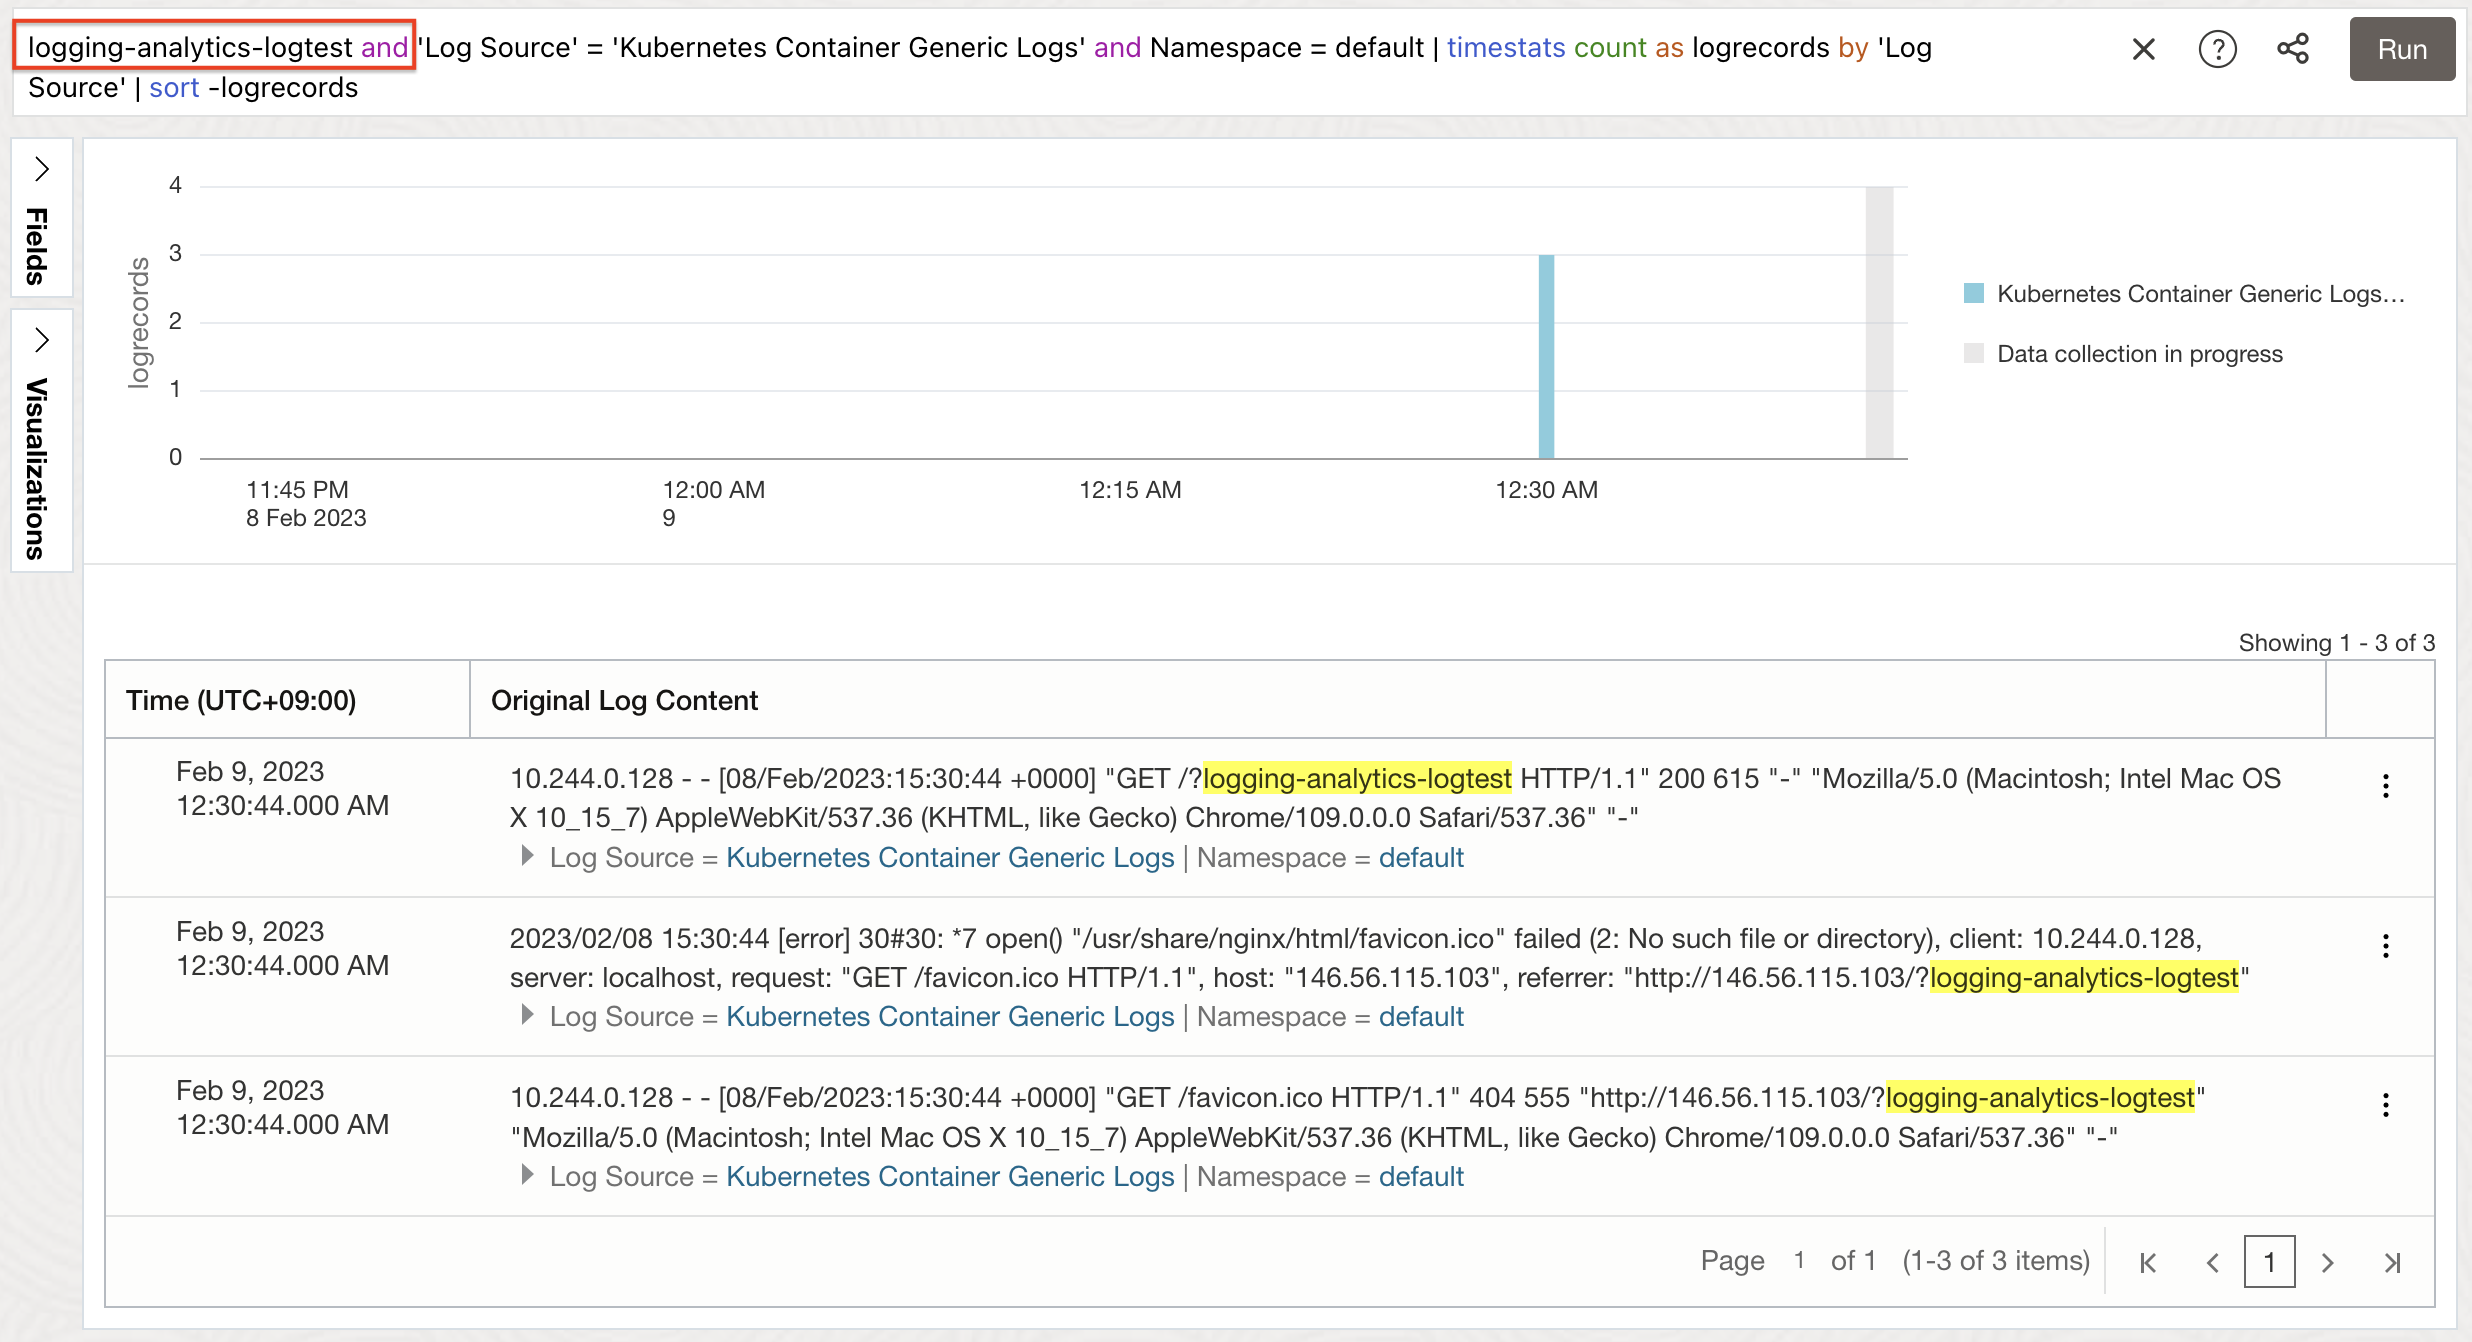 logging-analytics-logtest and 'Log Source' = 'Kubernetes Container Generic Logs' and Namespace = default | timestats count as logrecords by 'Log
Source' | sort -logrecords
Run
Fields
Visualizations
logrecords
4
3
2
1
0
11:45 PM
8 Feb 2023
12:00 AM
9
12:15 AM
12:30 AM
Kubernetes Container Generic Logs...
Data collection in progress
Showing 1 - 3 of 3
Time (UTC+09:00)
Original Log Content
Feb 9, 2023
12:30:44.000 AM
10.244.0.128 - - [08/Feb/2023:15:30:44 +0000] "GET /?logging-analytics-logtest HTTP/1.1" 200 615 "-" "Mozilla/5.0 (Macintosh; Intel Mac OS
X 10_15_7) AppleWebKit/537.36 (KHTML, like Gecko) Chrome/109.0.0.0 Safari/537.36" "-"
Log Source = Kubernetes Container Generic Logs | Namespace = default
Feb 9, 2023
12:30:44.000 AM
2023/02/08 15:30:44 [error] 30#30: *7 open() "/usr/share/nginx/html/favicon.ico" failed (2: No such file or directory), client: 10.244.0.128,
server: localhost, request: "GET /favicon.ico HTTP/1.1", host: "146.56.115.103", referrer: "http://146.56.115.103/?logging-analytics-logtest"
Log Source = Kubernetes Container Generic Logs | Namespace = default
Feb 9, 2023
12:30:44.000 AM
10.244.0.128 - - [08/Feb/2023:15:30:44 +0000] "GET /favicon.ico HTTP/1.1" 404 555 "http://146.56.115.103/?logging-analytics-logtest"
"Mozilla/5.0 (Macintosh; Intel Mac OS X 10_15_7) AppleWebKit/537.36 (KHTML, like Gecko) Chrome/109.0.0.0 Safari/537.36" "-"
Log Source = Kubernetes Container Generic Logs | Namespace = default
Page 1 of 1 (1-3 of 3 items)
1